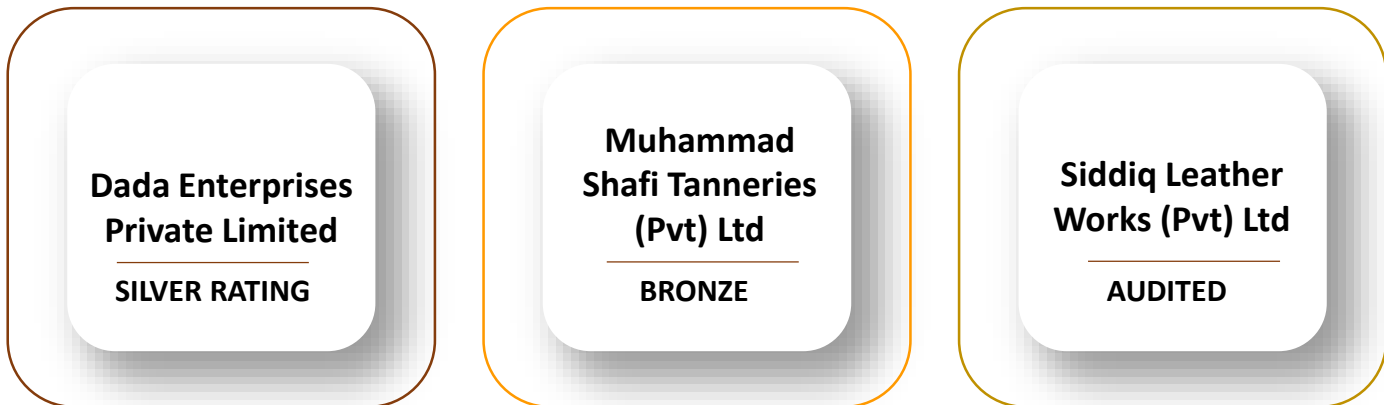 Dada Enterprises
Private Limited
SILVER RATING
Muhammad
Shafi Tanneries
(Pvt) Ltd
BRONZE
Siddiq Leather
Works (Pvt) Ltd
AUDITED